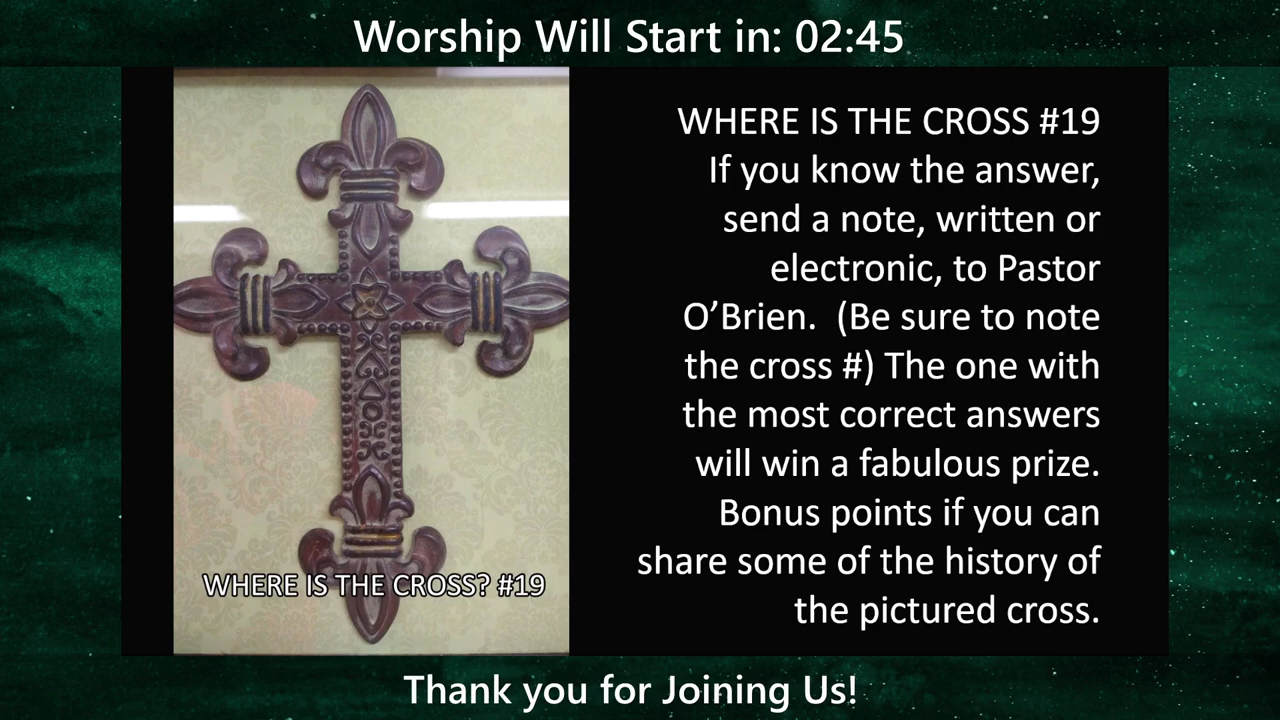 Worship Will Start in: 02:45
WHERE IS THE CROSS #19
If you know the answer,
send a note, written or
electronic, to Pastor
O’Brien.  (Be sure to note
the cross #) The one with
the most correct answers
will win a fabulous prize.
Bonus points if you can
share some of the history of
the pictured cross.
WHERE IS THE CROSS? #19
Thank you for Joining Us!